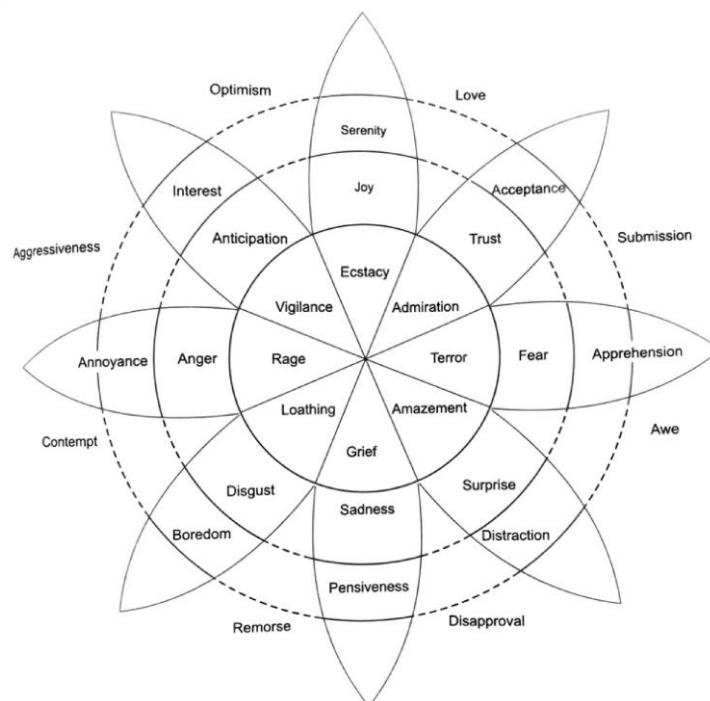 Optimism
Love
Serenity
Interest
Joy
Acceptance
Anticipation
Trust
Aggressiveness
Submission
Ecstacy
Vigilance
Admiration
Annoyance
Anger
Rage
Terror
Fear
Apprehension
Loathing
Amazement
Contempt
Awe
Grief
Disgust
Surprise
Sadness
Boredom
Distraction
Pensiveness
Remorse
Disapproval